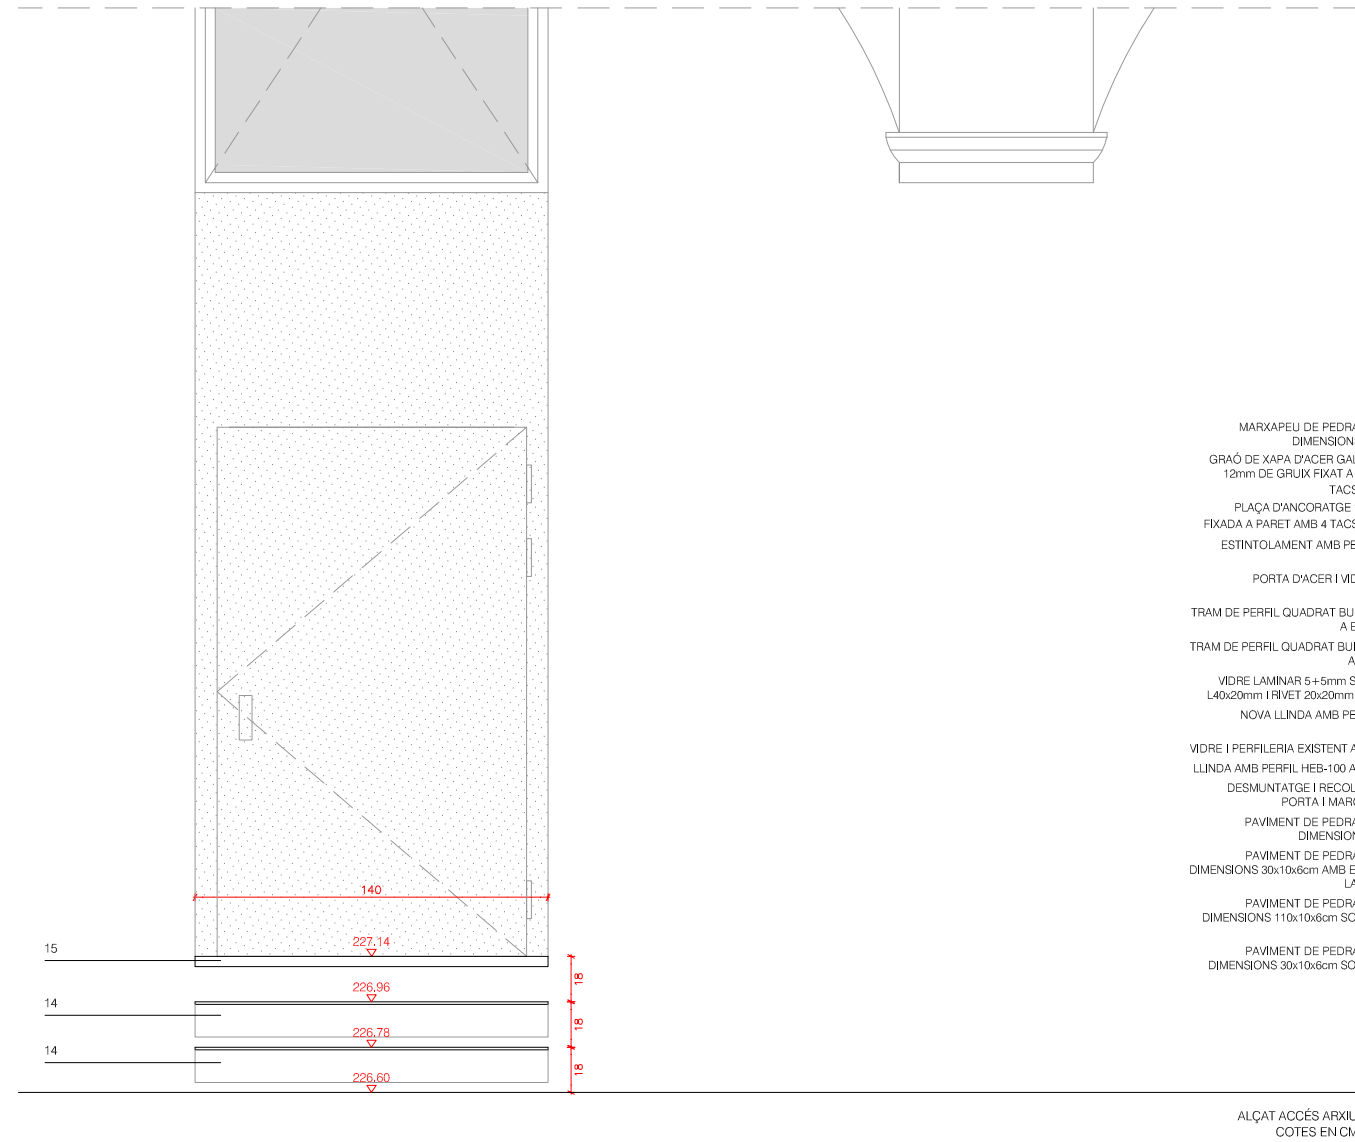 MARXAPEU DE PEDRA
DIMENSIONS
GRAÓ DE XAPA D'ACER GAL
12mm DE GRUIX FIXAT A
TACS
PLAÇA D'ANCORATGE
FIXADA A PARET AMB 4 TACS
ESTINTOLAMENT AMB PE
PORTA D'ACER I VID
TRAM DE PERFIL QUADRAT BU
A E
TRAM DE PERFIL QUADRAT BUI
A
VIDRE LAMINAR 5+5mm S
L40x20mm I RIVET 20x20mm
NOVA LLINDA AMB PE
VIDRE I PERFILERIA EXISTENT A
LLINDA AMB PERFIL HEB-100 A
DESMUNTATGE I RECOL
PORTA I MARC
PAVIMENT DE PEDRA
DIMENSION
PAVIMENT DE PEDRA
DIMENSIONS 30x10x6cm AMB E
LA
PAVIMENT DE PEDRA
DIMENSIONS 110x10x6cm SO
PAVIMENT DE PEDRA
DIMENSIONS 30x10x6cm SO
140
227.14
15
18
226.96
14
18
226.78
14
18
226.60
ALÇAT ACCÉS ARXIU
COTES EN CM